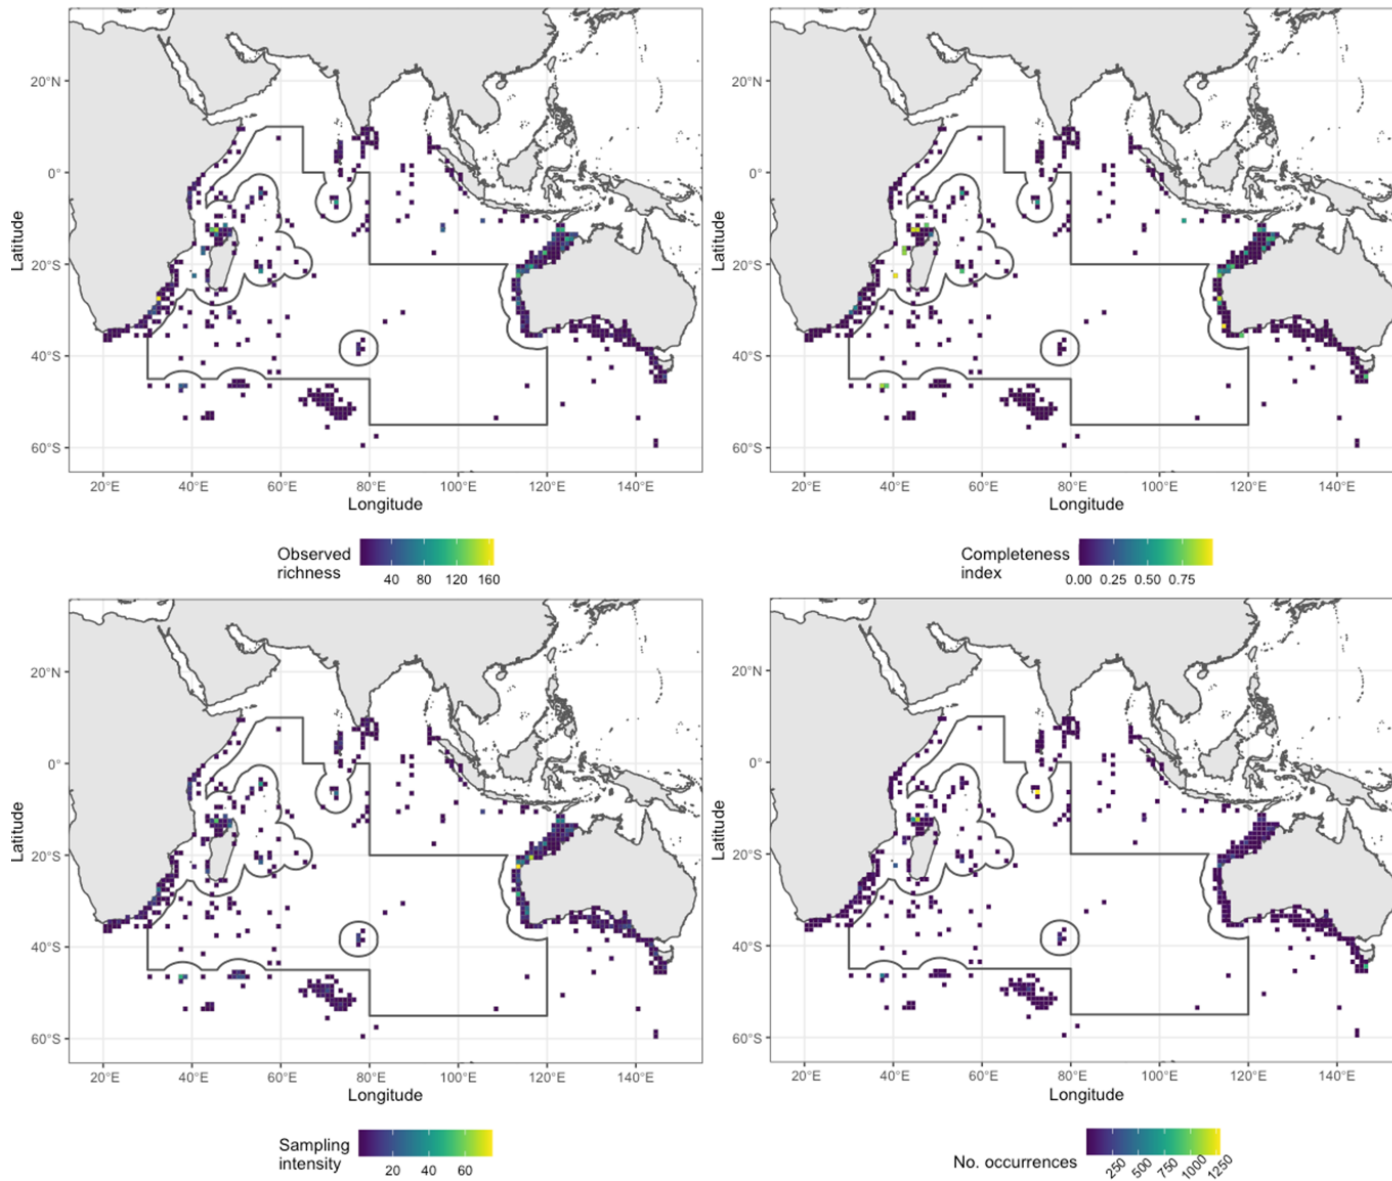 20°N
0°
20°S
40°S
60°S
Latitude
20°E 40°E 60°E 80°E 100°E 120°E 140°E
Longitude
Observed
richness
40 80 120 160
20°N
0°
20°S
40°S
60°S
Latitude
20°E 40°E 60°E 80°E 100°E 120°E 140°E
Longitude
Completeness
index
0.00 0.25 0.50 0.75
20°N
0°
20°S
40°S
60°S
Latitude
20°E 40°E 60°E 80°E 100°E 120°E 140°E
Longitude
Sampling
intensity
20 40 60
20°N
0°
20°S
40°S
60°S
Latitude
20°E 40°E 60°E 80°E 100°E 120°E 140°E
Longitude
No. occurrences
250 500 750 1000 1250